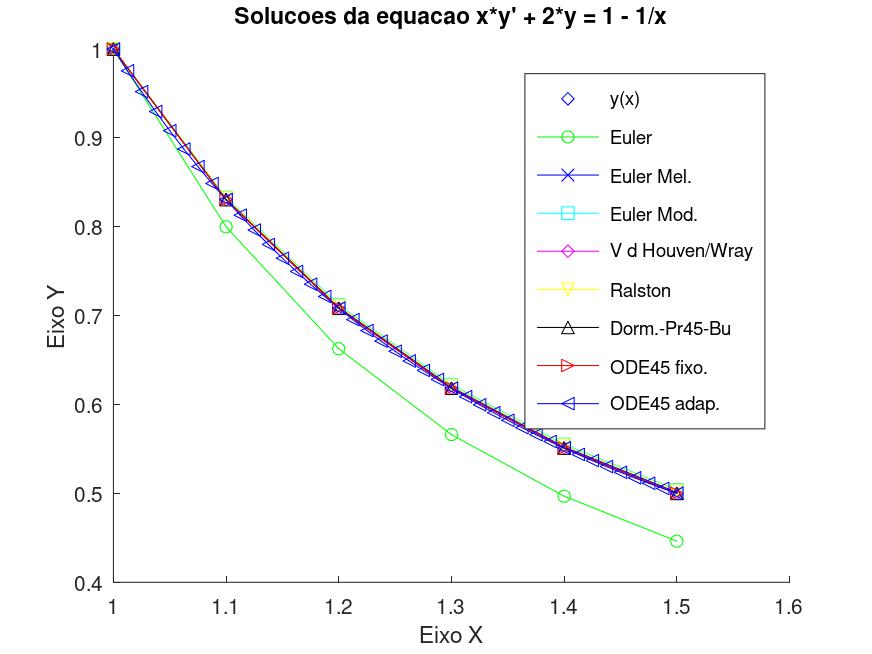 Solucoes da equacao x*y' + 2*y = 1 - 1/x
1
0.9
0.8
0.7
0.6
0.5
0.4
Eixo Y
1 1.1 1.2 1.3 1.4 1.5 1.6
Eixo X
y(x)
Euler
Euler Mel.
Euler Mod.
V d Houven/Wray
Ralston
Dorm.-Pr45-Bu
ODE45 fixo.
ODE45 adap.